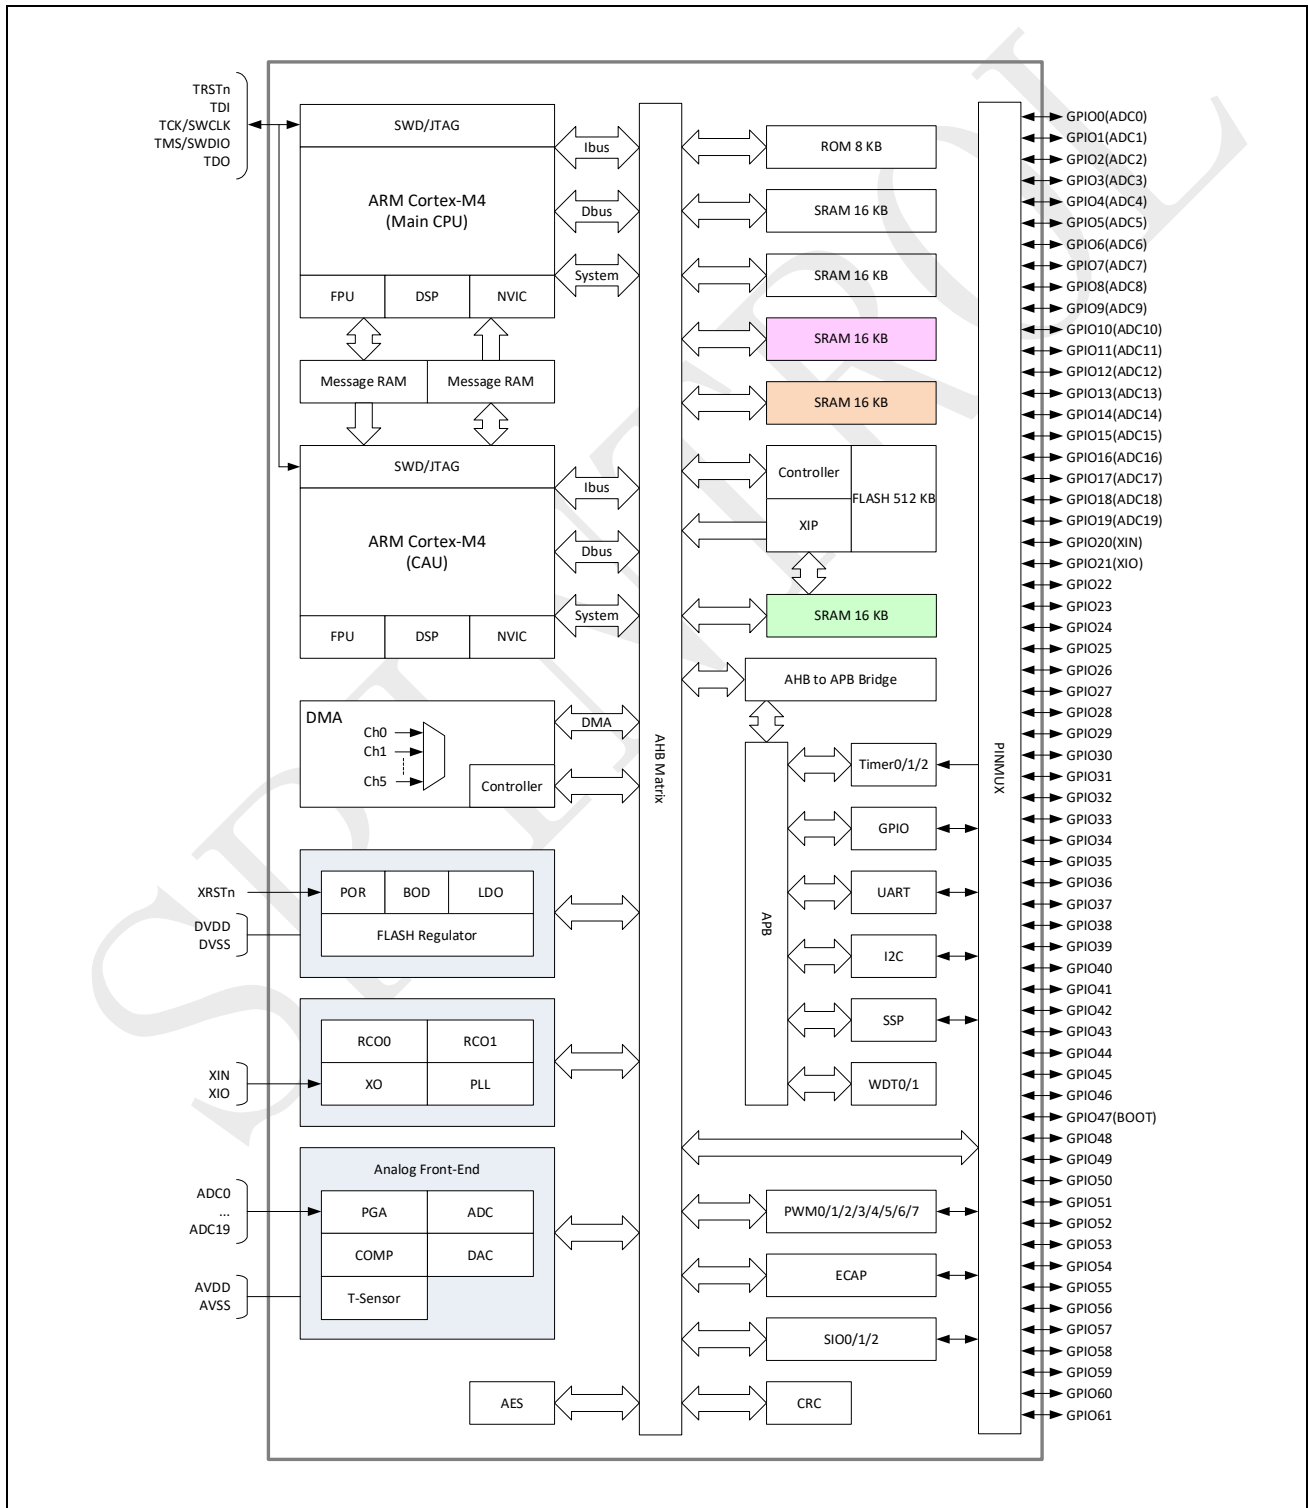 TRSTn
TDI
TCK/SWCLK
TMS/SWDIO
TDO
SWD/JTAG
ARM Cortex-M4
(Main CPU)
FPU
DSP
NVIC
Ibus
Dbus
System
Message RAM
Message RAM
SWD/JTAG
ARM Cortex-M4
(CAU)
FPU
DSP
NVIC
Ibus
Dbus
System
DMA
Ch0
Ch1
Ch5
Controller
DMA
XRSTn
DVDD
DVSS
POR
BOD
LDO
FLASH Regulator
XIN
XIO
RCO0
RCO1
XO
PLL
ADC0
...
ADC19
AVDD
AVSS
Analog Front-End
PGA
ADC
COMP
DAC
T-Sensor
AES
AHB Matrix
ROM 8 KB
SRAM 16 KB
SRAM 16 KB
SRAM 16 KB
SRAM 16 KB
Controller
XIP
FLASH 512 KB
SRAM 16 KB
AHB to APB Bridge
APB
Timer0/1/2
GPIO
UART
I2C
SSP
WDT0/1
PWM0/1/2/3/4/5/6/7
ECAP
SIO0/1/2
CRC
PINMUX
GPIO0(ADC0)
GPIO1(ADC1)
GPIO2(ADC2)
GPIO3(ADC3)
GPIO4(ADC4)
GPIO5(ADC5)
GPIO6(ADC6)
GPIO7(ADC7)
GPIO8(ADC8)
GPIO9(ADC9)
GPIO10(ADC10)
GPIO11(ADC11)
GPIO12(ADC12)
GPIO13(ADC13)
GPIO14(ADC14)
GPIO15(ADC15)
GPIO16(ADC16)
GPIO17(ADC17)
GPIO18(ADC18)
GPIO19(ADC19)
GPIO20(XIN)
GPIO21(XIO)
GPIO22
GPIO23
GPIO24
GPIO25
GPIO26
GPIO27
GPIO28
GPIO29
GPIO30
GPIO31
GPIO32
GPIO33
GPIO34
GPIO35
GPIO36
GPIO37
GPIO38
GPIO39
GPIO40
GPIO41
GPIO42
GPIO43
GPIO44
GPIO45
GPIO46
GPIO47(BOOT)
GPIO48
GPIO49
GPIO50
GPIO51
GPIO52
GPIO53
GPIO54
GPIO55
GPIO56
GPIO57
GPIO58
GPIO59
GPIO60
GPIO61